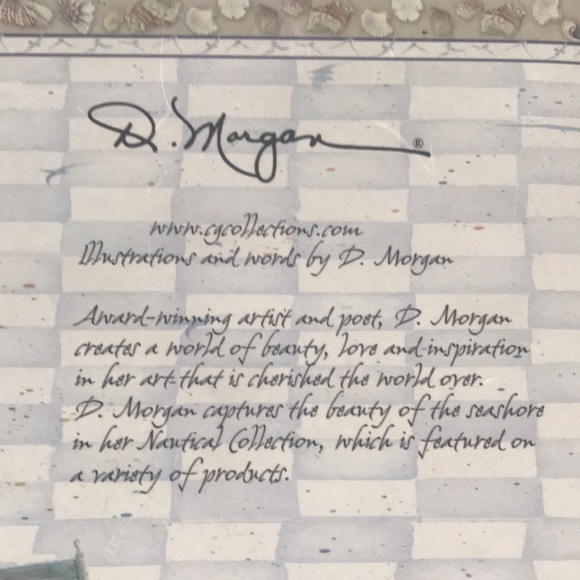 D. Morgan ®
www.cgcollections.com
Illustrations and words by D. Morgan
Award-winning artist and poet, D. Morgan
creates a world of beauty, love and inspiration
in her art that is cherished the world over.
D. Morgan captures the beauty of the seashore
in her Nautical Collection, which is featured on
a variety of products.